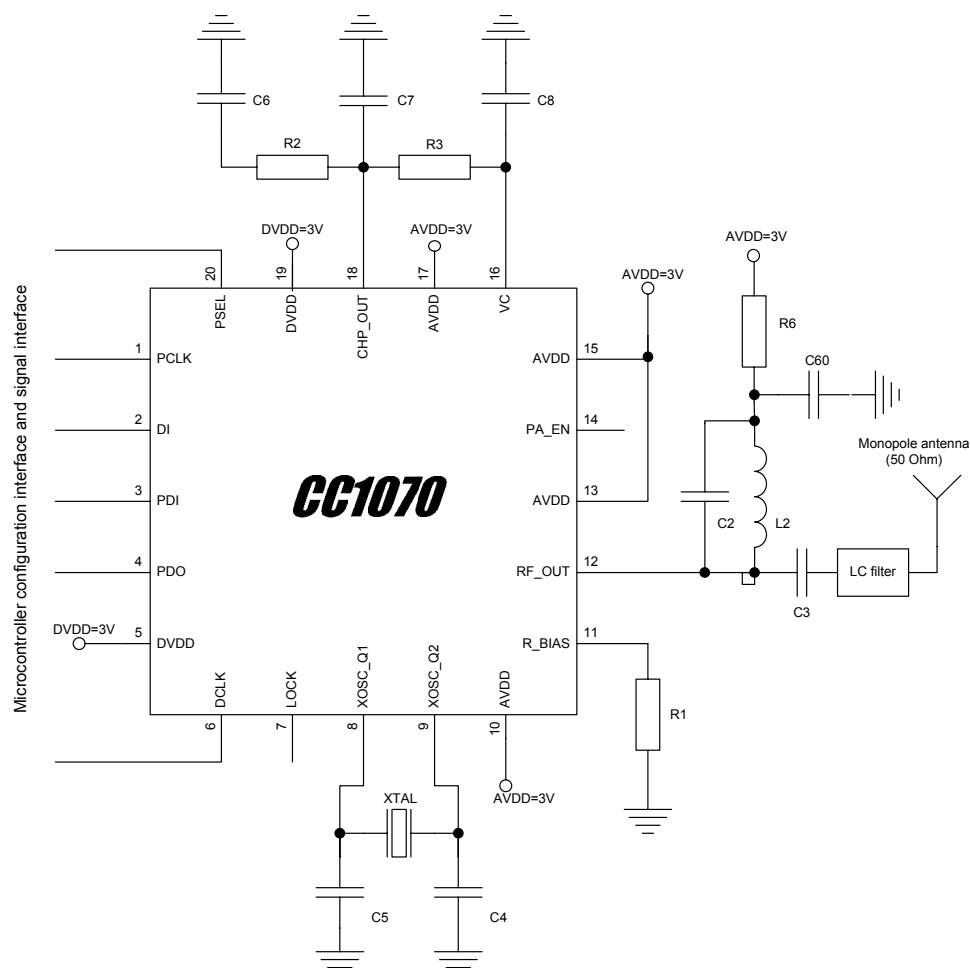 C6
C7
C8
R2
R3
DVDD=3V
AVDD=3V
AVDD=3V
AVDD=3V
20
19
18
17
16
PSEL
DVDD
CHP_OUT
AVDD
VC
R6
C60
Microcontroller configuration interface and signal interface
1
PCLK
AVDD
15
2
DI
PA_EN
14
Monopole antenna
(50 Ohm)
3
PDI
CC1070
AVDD
13
C2
L2
4
PDO
RF_OUT
12
LC filter
C3
DVDD=3V
5
DVDD
R_BIAS
11
DCLK
LOCK
XOSC_Q1
XOSC_Q2
AVDD
R1
6
7
8
9
10
XTAL
AVDD=3V
C5
C4